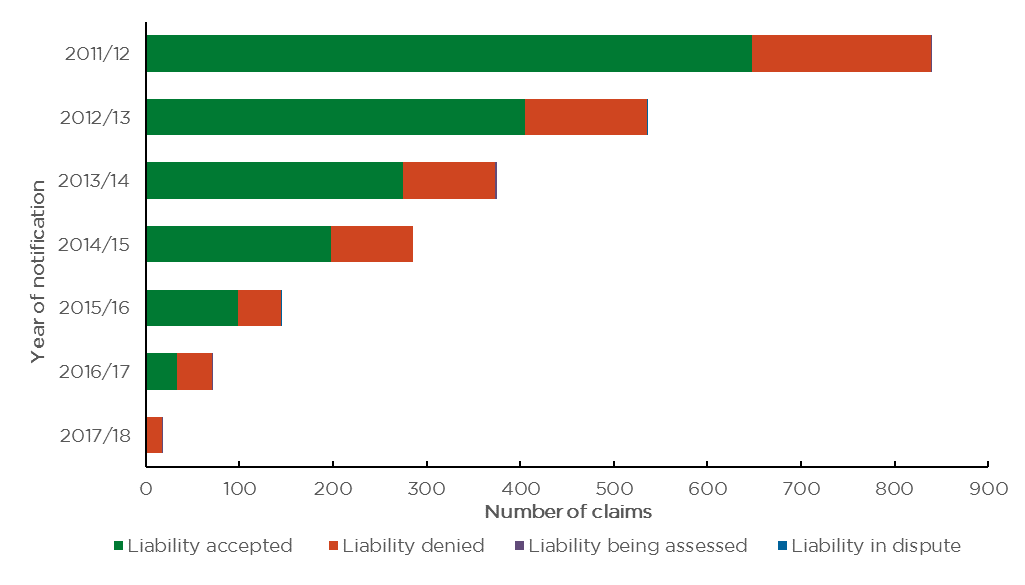 2011/12
2012/13
2013/14
2014/15
2015/16
2016/17
2017/18
Year of notification
0 100 200 300 400 500 600 700 800 900
Number of claims
Liability accepted Liability denied Liability being assessed Liability in dispute